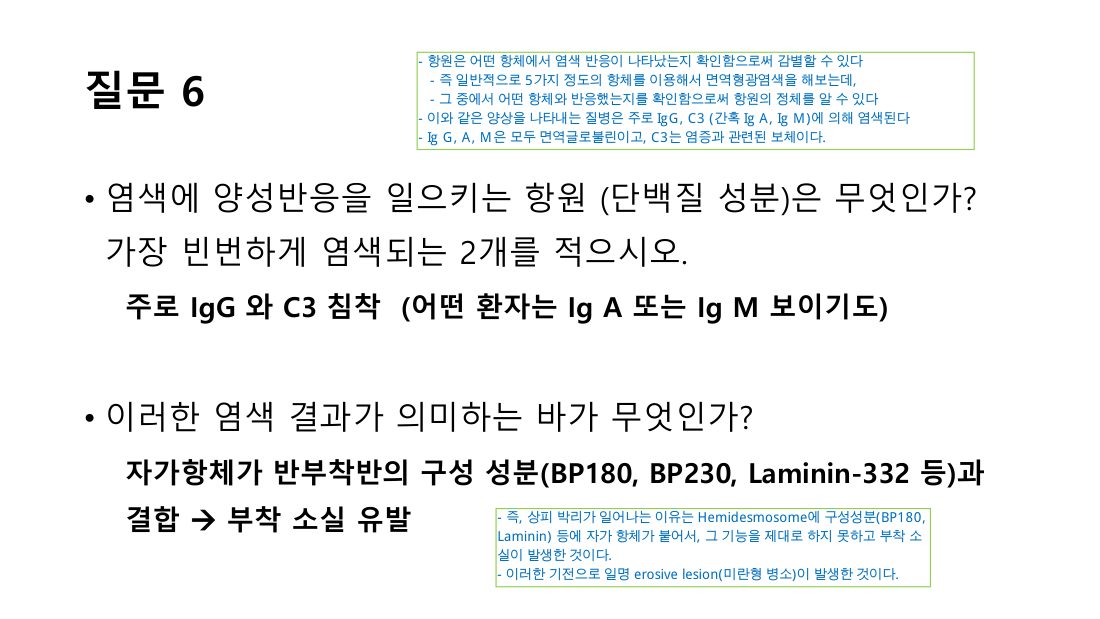 질문 6
- 항원은 어떤 항체에서 염색 반응이 나타났는지 확인함으로써 감별할 수 있다
- 즉 일반적으로 5가지 정도의 항체를 이용해서 면역형광염색을 해보는데,
- 그 중에서 어떤 항체와 반응했는지를 확인함으로써 항원의 정체를 알 수 있다
- 이와 같은 양상을 나타내는 질병은 주로 IgG, C3 (간혹 Ig A, Ig M)에 의해 염색된다
- Ig G, A, M은 모두 면역글로불린이고, C3는 염증과 관련된 보체이다.
• 염색에 양성반응을 일으키는 항원 (단백질 성분)은 무엇인가?
가장 빈번하게 염색되는 2개를 적으시오.
주로 IgG 와 C3 침착 (어떤 환자는 Ig A 또는 Ig M 보이기도)
• 이러한 염색 결과가 의미하는 바가 무엇인가?
자가항체가 반부착반의 구성 성분(BP180, BP230, Laminin-332 등)과
결합 → 부착 소실 유발
- 즉, 상피 박리가 일어나는 이유는 Hemidesmosome에 구성성분(BP180,
Laminin) 등에 자가 항체가 붙어서, 그 기능을 제대로 하지 못하고 부착 소
실이 발생한 것이다.
- 이러한 기전으로 일명 erosive lesion(미란형 병소)이 발생한 것이다.